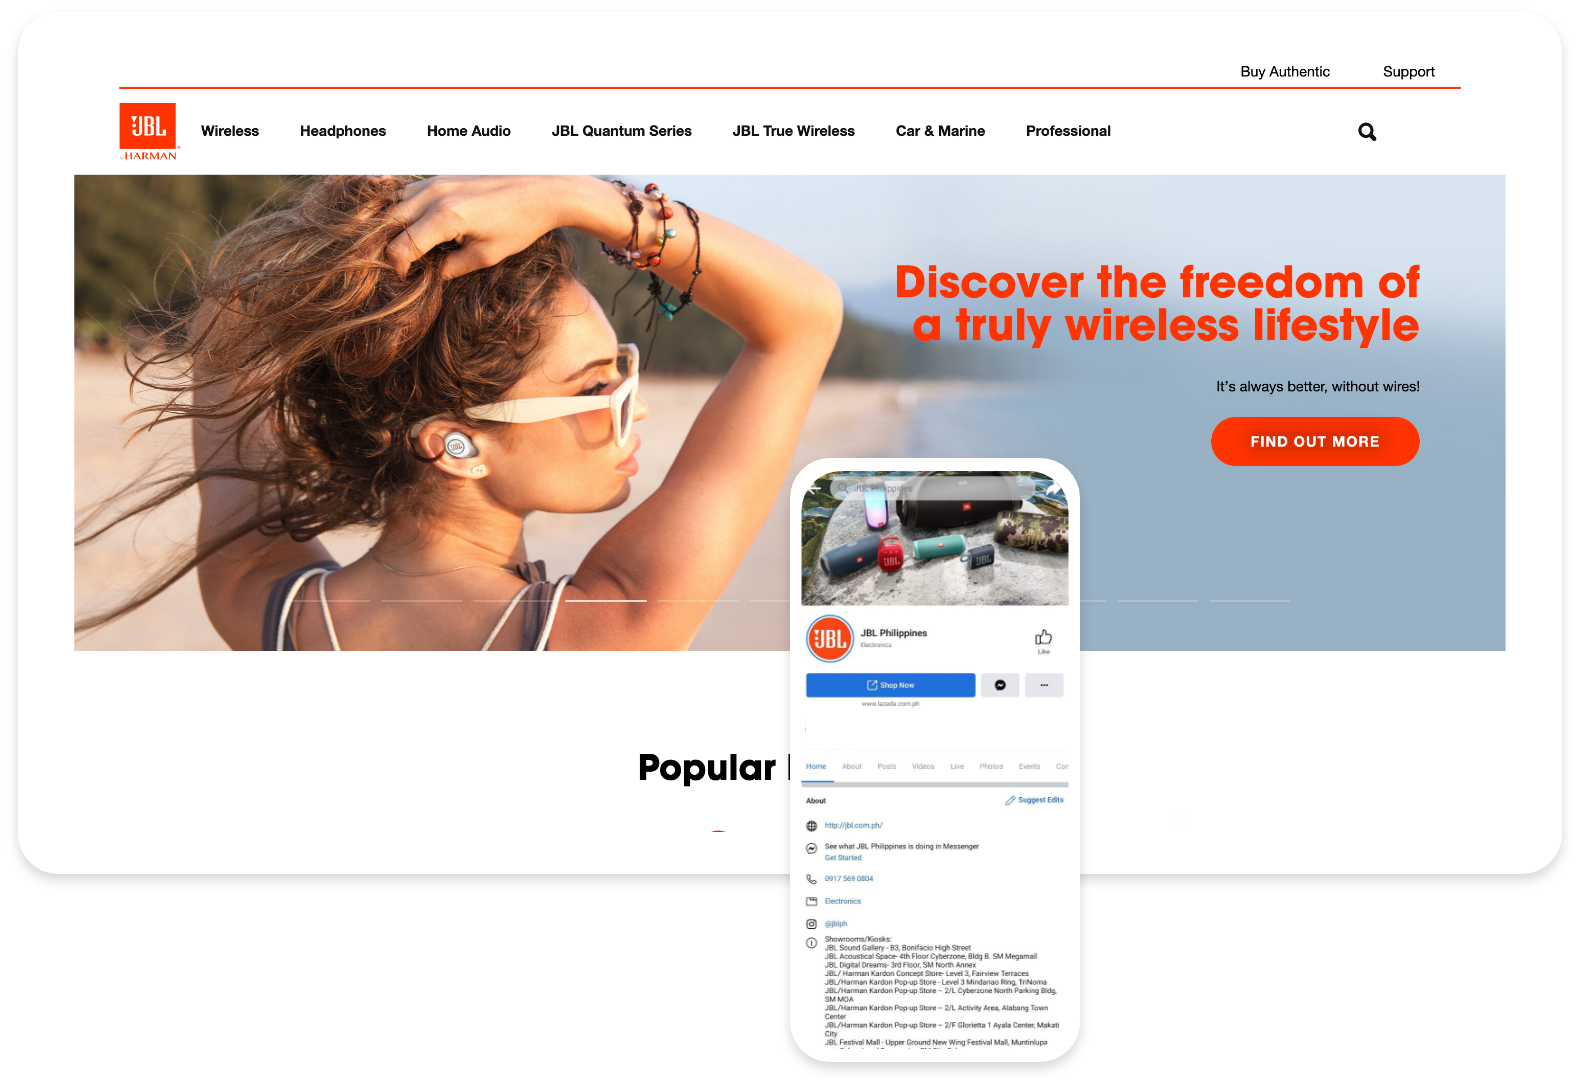 Buy Authentic Support
JBL
by HARMAN
Wireless Headphones Home Audio JBL Quantum Series JBL True Wireless Car & Marine Professional
Discover the freedom of
a truly wireless lifestyle
It's always better, without wires!
FIND OUT MORE
JBL
JBL Philippines
JBL
JBL
JBL
JBL Philippines
Electronics
Like
Shop Now
www.lazada.com.ph
Popular
Home About Posts Videos Live Photos Events
About Suggest Edits
http://jbl.com.ph/
See what JBL Philippines is doing in Messenger
Get Started
0917 569 0804
Electronics
@jblph
Showrooms/Kiosks:
JBL Sound Gallery - B3, Bonifacio High Street
JBL Acoustical Space- 4th Floor Cyberzone, Bldg B. SM Megamall
JBL Digital Dreams- 3rd Floor, SM North Annex
JBL/ Harman Kardon Concept Store- Level 3, Fairview Terraces
JBL/Harman Kardon Pop-up Store - Level 3 Mindanao Ring, TriNoma
JBL/Harman Kardon Pop-up Store – 2/L Cyberzone North Parking Bldg,
SM MOA
JBL/Harman Kardon Pop-up Store – 2/L Activity Area, Alabang Town
Center
JBL/Harman Kardon Pop-up Store – 2/F Glorietta 1 Ayala Center, Makati
City
JBL Festival Mall - Upper Ground New Wing Festival Mall, Muntinlupa